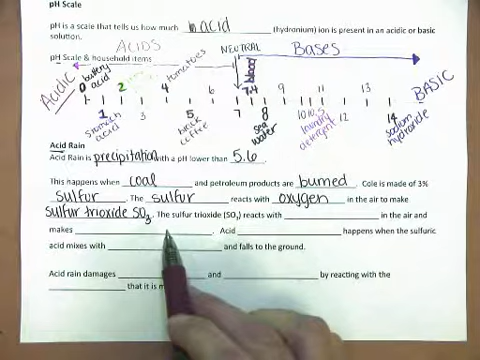 pH Scale
pH is a scale that tells us how much acid (hydranium) ion is present in an acidic or basic
solution.
ACIDS NEUTRAL Bases
pH Scale & household items
Acidic 0 battery acid 2 4 tomatoes 6 Blood 7.4 9 11 13 BASIC
1 stomach acid 3 5 black coffee 7 8 sea water 10 10.5 laundry detergent 12 14 sodium hydroxide
Acid Rain
Acid Rain is precipitation with a pH lower than 5.6
This happens when coal and petroleum products are burned. Cole is made of 3%
sulfur. The sulfur reacts with oxygen in the air to make
sulfur trioxide SO3. The sulfur trioxide (SO3) reacts with in the air and
makes . Acid happens when the sulfuric
acid mixes with and falls to the ground.
Acid rain damages and by reacting with the
that it is